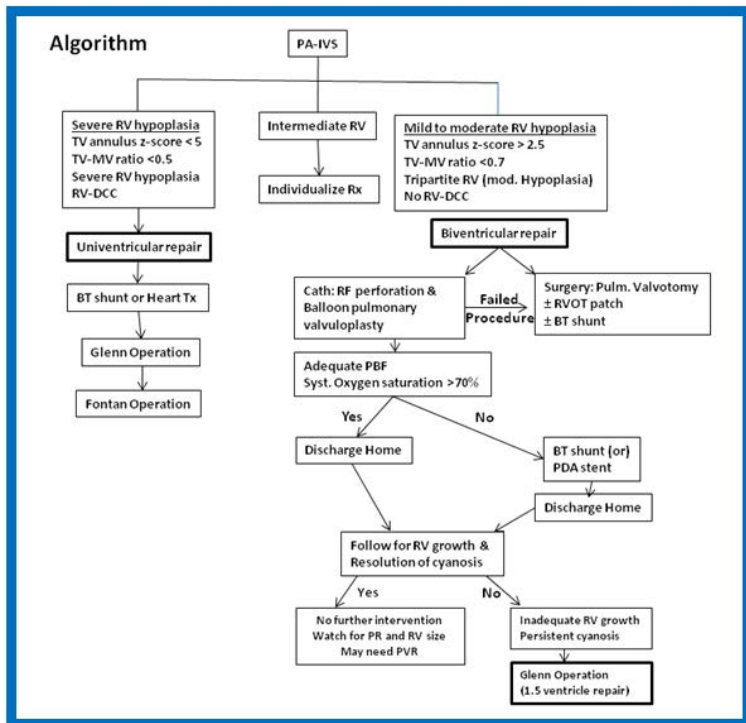 Algorithm
PA-IVS
Severe RV hypoplasia
TV annulus z-score < 5
TV-MV ratio <0.5
Severe RV hypoplasia
RV-DCC
Intermediate RV
Individualize Rx
Mild to moderate RV hypoplasia
TV annulus z-score > 2.5
TV-MV ratio <0.7
Tripartite RV (mod. Hypoplasia)
No RV-DCC
Univentricular repair
Biventricular repair
BT shunt or Heart Tx
Glenn Operation
Fontan Operation
Cath: RF perforation &
Balloon pulmonary
valvuloplasty
Failed
Procedure
Surgery: Pulm. Valvotomy
± RVOT patch
± BT shunt
Adequate PBF
Syst. Oxygen saturation >70%
Yes
No
Discharge Home
BT shunt (or)
PDA stent
Discharge Home
Follow for RV growth &
Resolution of cyanosis
Yes
No
No further intervention
Watch for PR and RV size
May need PVR
Inadequate RV growth
Persistent cyanosis
Glenn Operation
(1.5 ventricle repair)